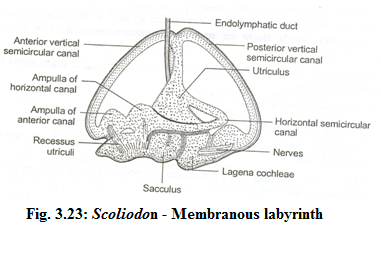 Endolymphatic duct
Anterior vertical
semicircular canal
Posterior vertical
semicircular canal
Utriculus
Ampulla of
horizontal canal
Ampulla of
anterior canal
Horizontal semicircular
canal
Recessus
utriculi
Nerves
Lagena cochleae
Sacculus
Fig. 3.23: Scoliodon - Membranous labyrinth